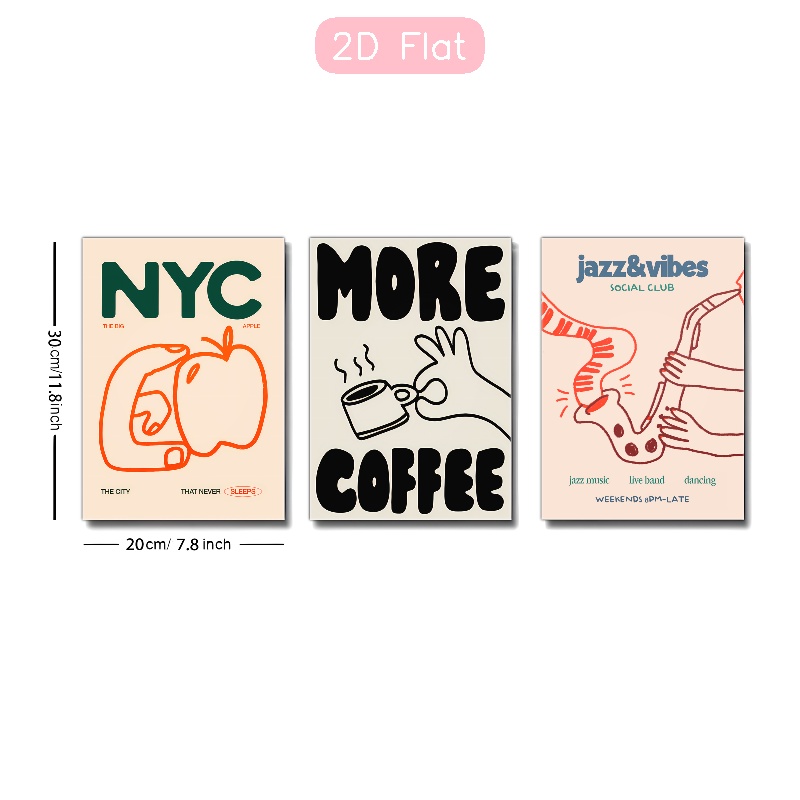 2D Flat
NYC
THE BIG APPLE
THE CITY THAT NEVER SLEEPS
MORE
COFFEE
jazz&vibes
SOCIAL CLUB
jazz music live band dancing
WEEKENDS 8PM-LATE
30cm/11.8inch
20cm/ 7.8 inch